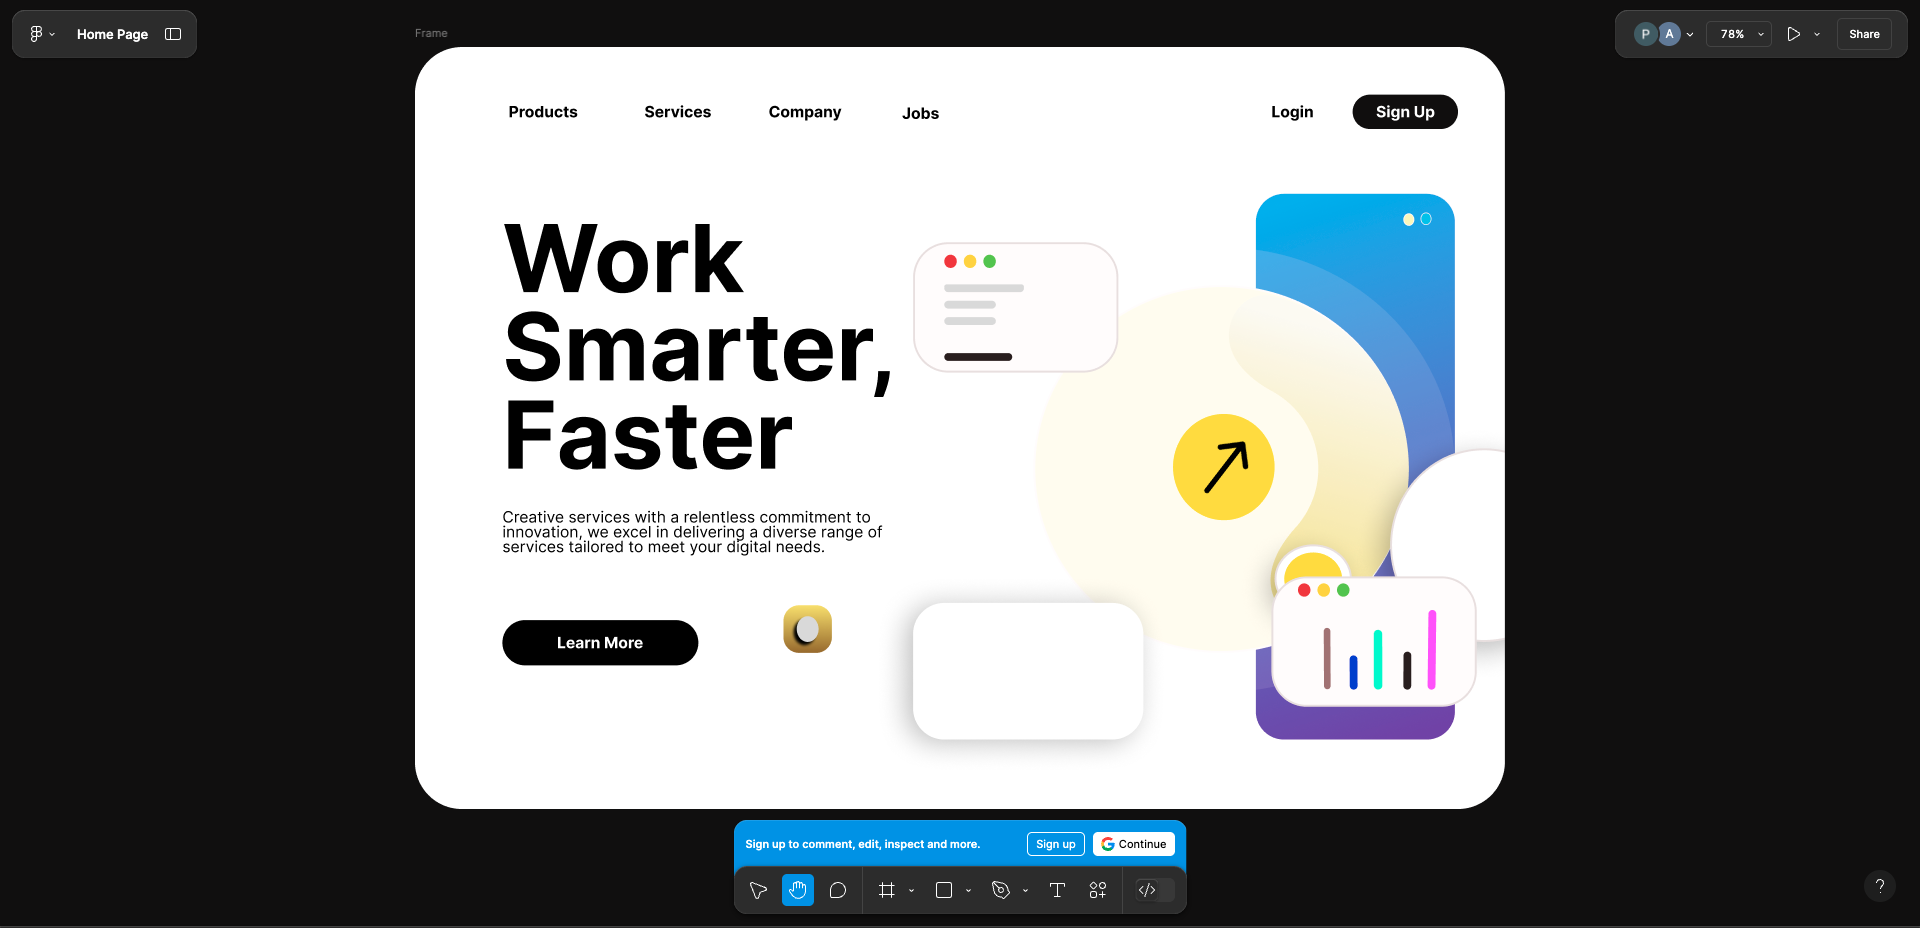 Home Page
Frame
P A
78%
Share
Products Services Company Jobs
Login
Sign Up
Work
Smarter,
Faster
Creative services with a relentless commitment to
innovation, we excel in delivering a diverse range of
services tailored to meet your digital needs.
Learn More
Sign up to comment, edit, inspect and more.
Sign up
Continue
?